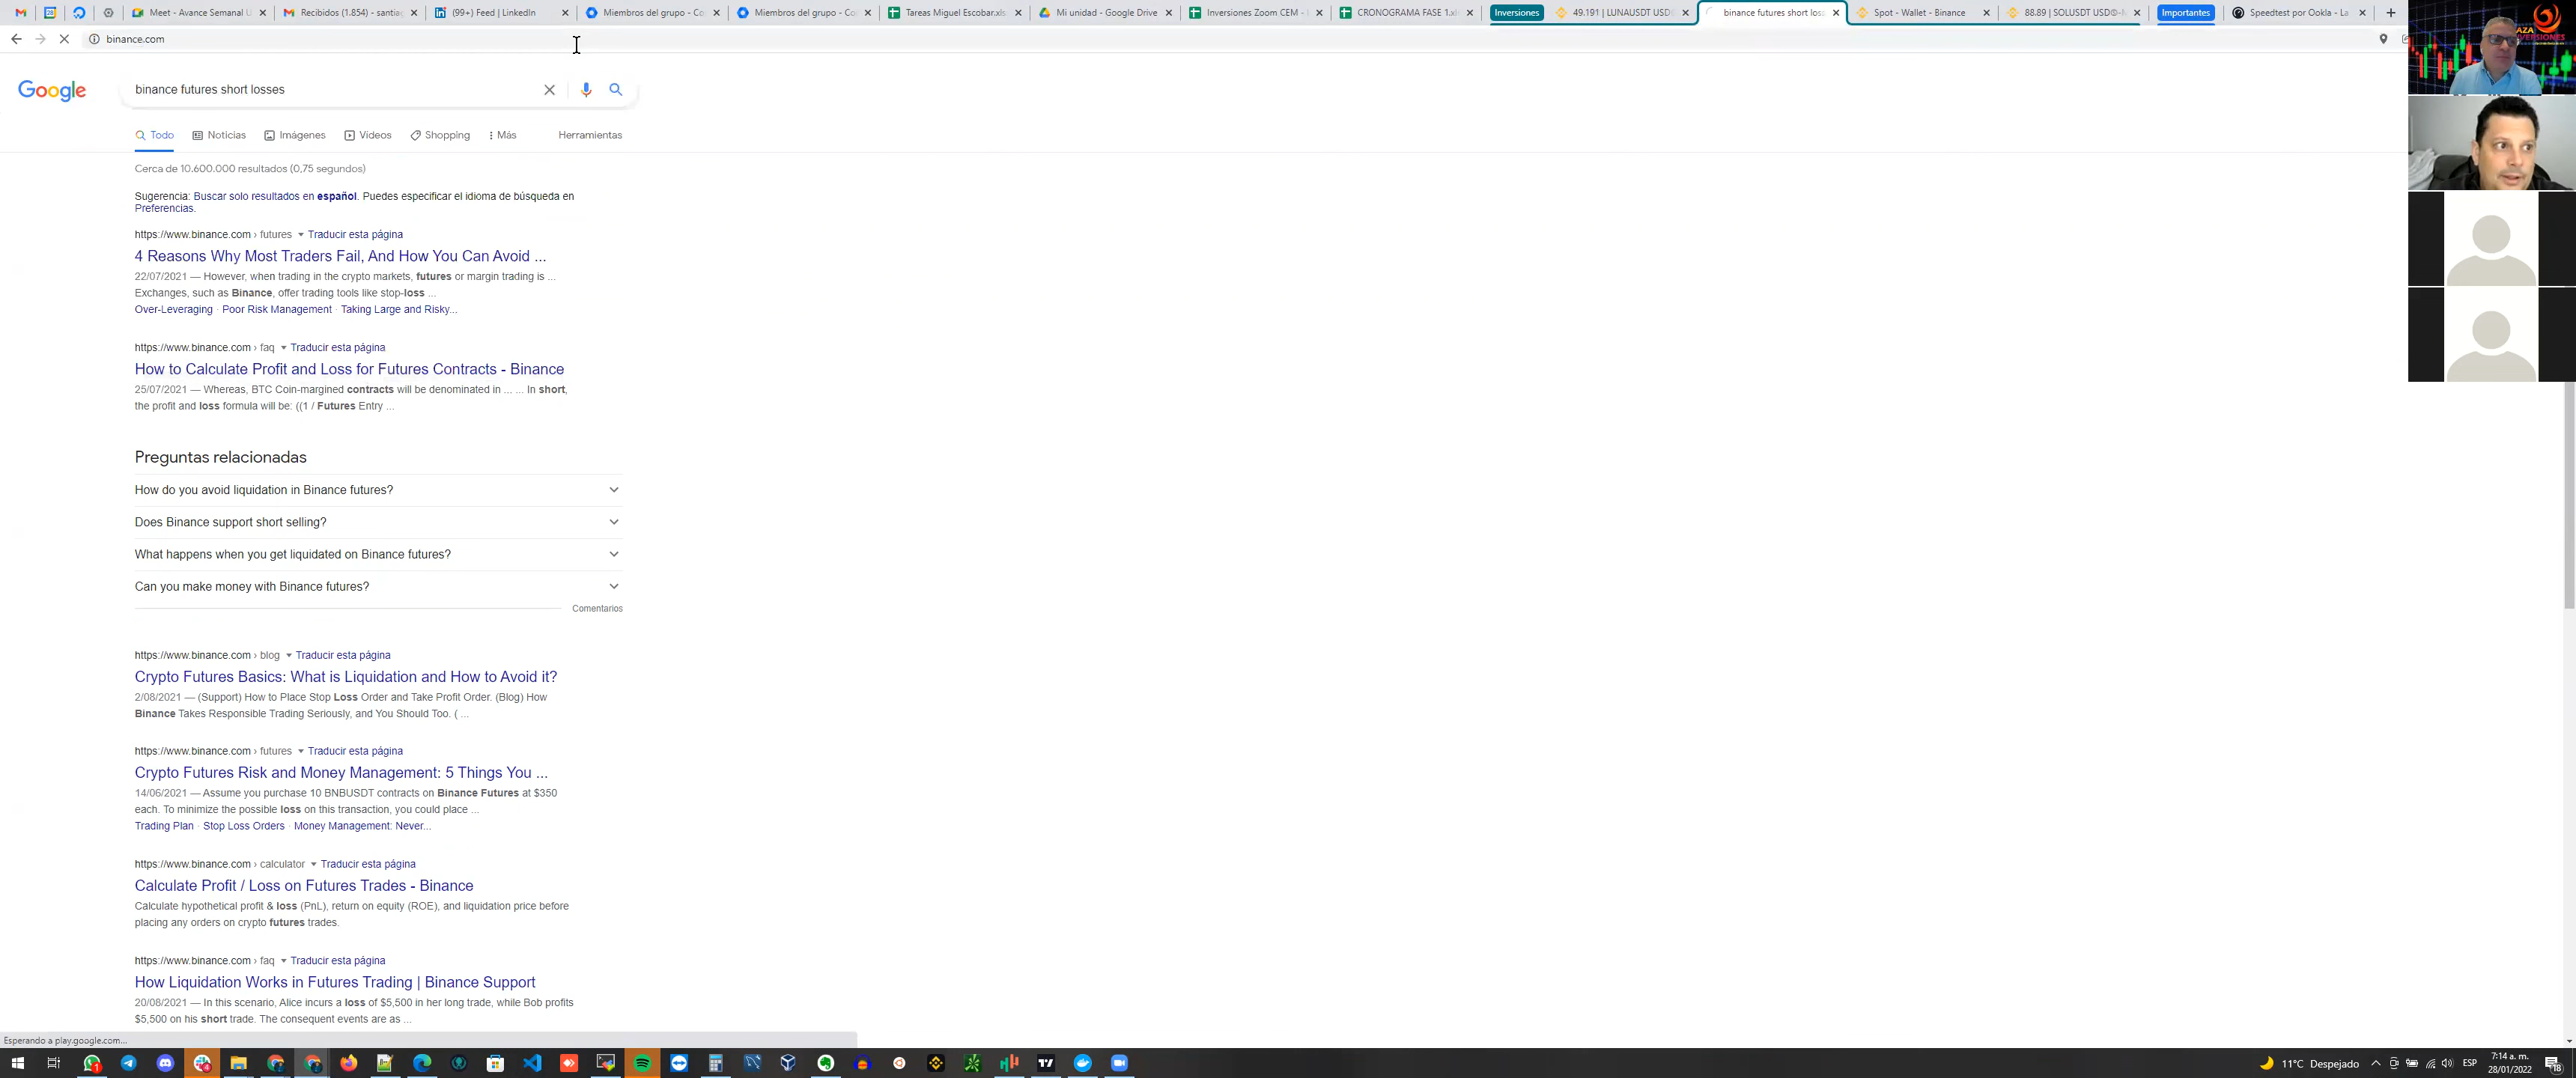 Meet - Avance Semanal U
Recibidos (1.854) - santiag
(99+) Feed | LinkedIn
Miembros del grupo - Co
Miembros del grupo - Co
Tareas Miguel Escobar.xls
Mi unidad - Google Drive
Inversiones Zoom CEM -
CRONOGRAMA FASE 1.xl
Inversiones
49.191 | LUNAUSDT USD
binance futures short loss
Spot - Wallet - Binance
88.89 | SOLUSDT USD®-M
Importantes
Speedtest por Ookla - La
binance.com
Google
binance futures short losses
Todo
Noticias
Imágenes
Vídeos
Shopping
Más
Herramientas
Cerca de 10.600.000 resultados (0,75 segundos)
Sugerencia: Buscar solo resultados en español. Puedes especificar el idioma de búsqueda en
Preferencias.
https://www.binance.com › futures Traducir esta página
4 Reasons Why Most Traders Fail, And How You Can Avoid ...
22/07/2021 — However, when trading in the crypto markets, futures or margin trading is ...
Exchanges, such as Binance, offer trading tools like stop-loss ...
Over-Leveraging · Poor Risk Management · Taking Large and Risky...
https://www.binance.com › faq Traducir esta página
How to Calculate Profit and Loss for Futures Contracts - Binance
25/07/2021 — Whereas, BTC Coin-margined contracts will be denominated in ... ... In short,
the profit and loss formula will be: ((1 / Futures Entry ...
Preguntas relacionadas
How do you avoid liquidation in Binance futures?
Does Binance support short selling?
What happens when you get liquidated on Binance futures?
Can you make money with Binance futures?
Comentarios
https://www.binance.com › blog Traducir esta página
Crypto Futures Basics: What is Liquidation and How to Avoid it?
2/08/2021 — (Support) How to Place Stop Loss Order and Take Profit Order. (Blog) How
Binance Takes Responsible Trading Seriously, and You Should Too. ( ...
https://www.binance.com › futures Traducir esta página
Crypto Futures Risk and Money Management: 5 Things You ...
14/06/2021 — Assume you purchase 10 BNBUSDT contracts on Binance Futures at $350
each. To minimize the possible loss on this transaction, you could place ...
Trading Plan · Stop Loss Orders · Money Management: Never...
https://www.binance.com › calculator Traducir esta página
Calculate Profit / Loss on Futures Trades - Binance
Calculate hypothetical profit & loss (PnL), return on equity (ROE), and liquidation price before
placing any orders on crypto futures trades.
https://www.binance.com › faq Traducir esta página
How Liquidation Works in Futures Trading | Binance Support
20/08/2021 — In this scenario, Alice incurs a loss of $5,500 in her long trade, while Bob profits
$5,500 on his short trade. The consequent events are as ...
Esperando a play.google.com...
11°C Despejado
ESP
7:14 a. m.
28/01/2022